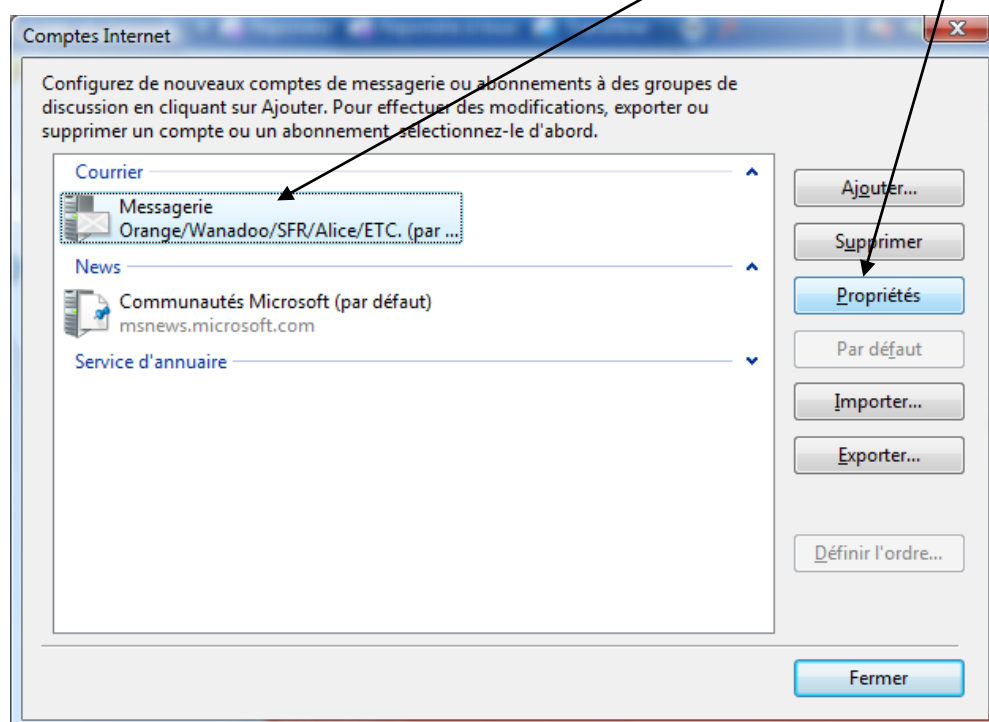 Comptes Internet
Configurez de nouveaux comptes de messagerie ou abonnements à des groupes de
discussion en cliquant sur Ajouter. Pour effectuer des modifications, exporter ou
supprimer un compte ou un abonnement, sélectionnez-le d'abord.
Courrier
Messagerie
Orange/Wanadoo/SFR/Alice/ETC. (par ...
News
Communautés Microsoft (par défaut)
msnews.microsoft.com
Service d'annuaire
Ajouter...
Supprimer
Propriétés
Par défaut
Importer...
Exporter...
Définir l'ordre...
Fermer